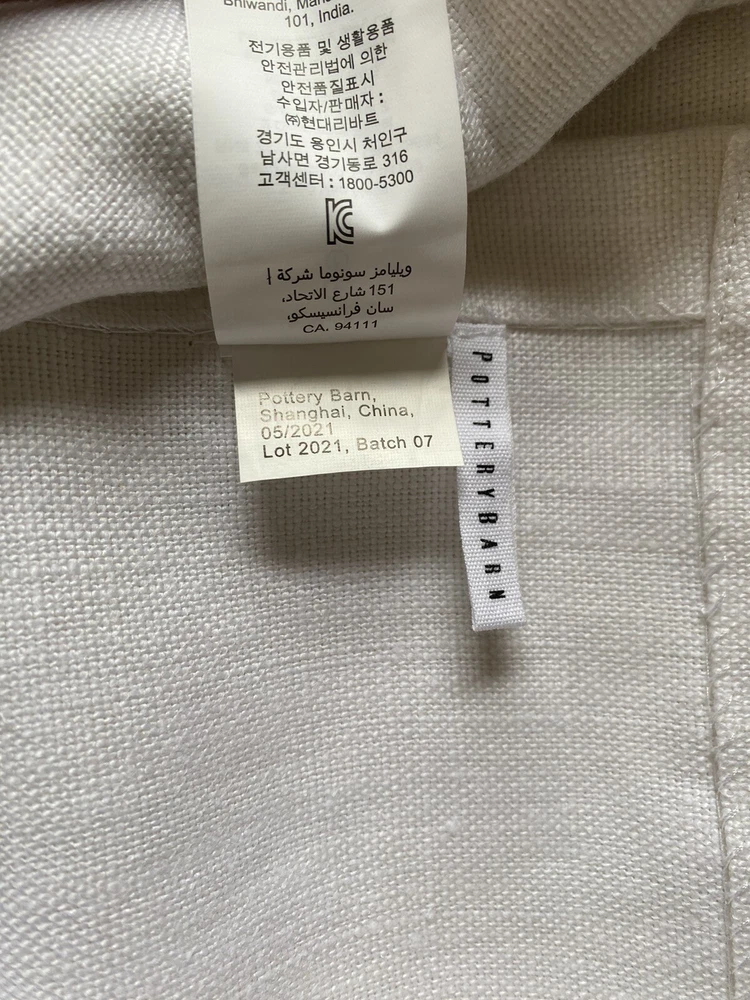 Bhiwandi, Maha
101, India.
전기용품 및 생활용품
안전관리법에 의한
안전품질표시
수입자/판매자 :
㈜현대리바트
경기도 용인시 처인구
남사면 경기동로 316
고객센터 : 1800-5300
ويليامز سونوما شركة إ
151 شارع الاتحاد،
سان فرانسيسكو،
CA. 94111
Pottery Barn,
Shanghai, China,
05/2021
Lot 2021, Batch 07
POTTERYBARN